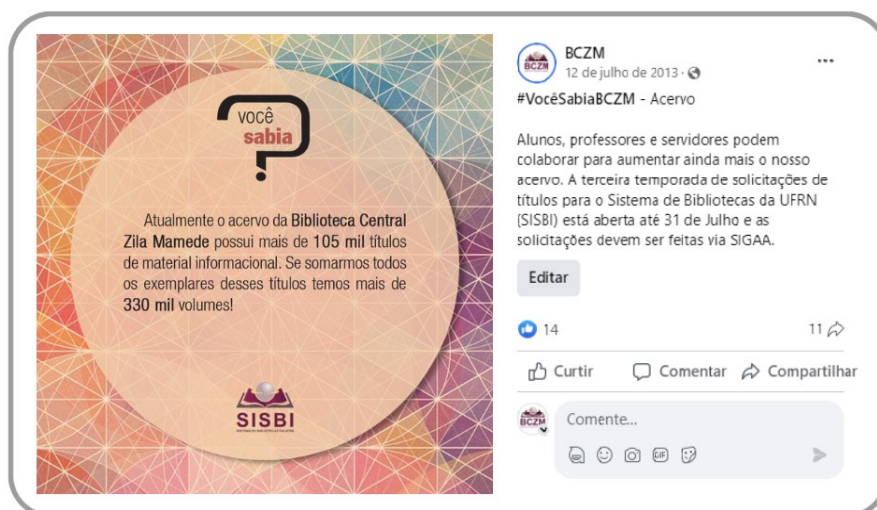 você
sabia
Atualmente o acervo da Biblioteca Central
Zila Mamede possui mais de 105 mil títulos
de material informacional. Se somarmos todos
os exemplares desses títulos temos mais de
330 mil volumes!
SISBI
BCZM
BCZM
12 de julho de 2013 ·
#VocêSabiaBCZM - Acervo
Alunos, professores e servidores podem
colaborar para aumentar ainda mais o nosso
acervo. A terceira temporada de solicitações de
títulos para o Sistema de Bibliotecas da UFRN
(SISBI) está aberta até 31 de Julho e as
solicitações devem ser feitas via SIGAA.
Editar
14
11
Curtir
Comentar
Compartilhar
BCZM
Comente...
GIF